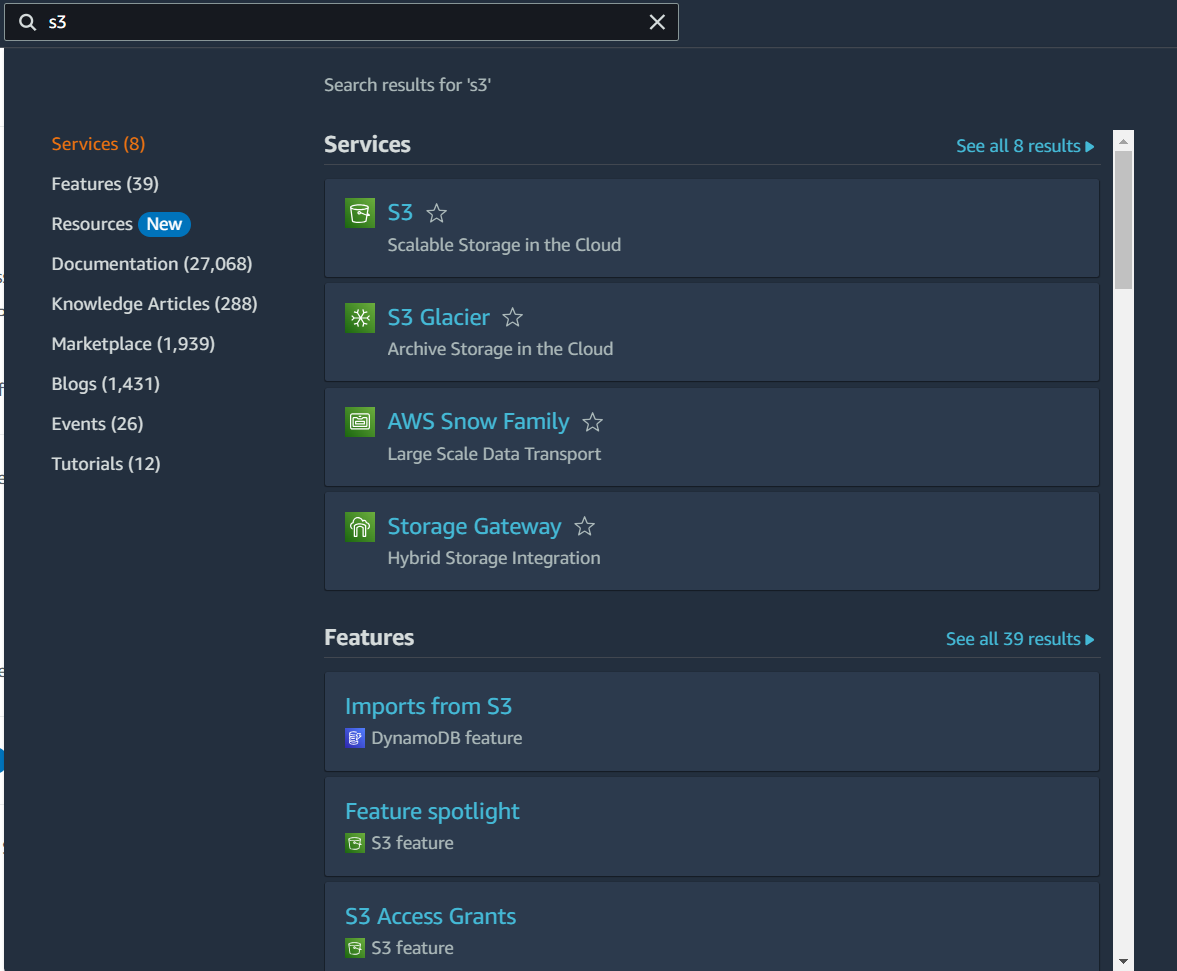 s3
Search results for 's3'
Services (8)
Features (39)
Resources New
Documentation (27,068)
Knowledge Articles (288)
Marketplace (1,939)
Blogs (1,431)
Events (26)
Tutorials (12)
Services
See all 8 results
S3
Scalable Storage in the Cloud
S3 Glacier
Archive Storage in the Cloud
AWS Snow Family
Large Scale Data Transport
Storage Gateway
Hybrid Storage Integration
Features
See all 39 results
Imports from S3
DynamoDB feature
Feature spotlight
S3 feature
S3 Access Grants
S3 feature